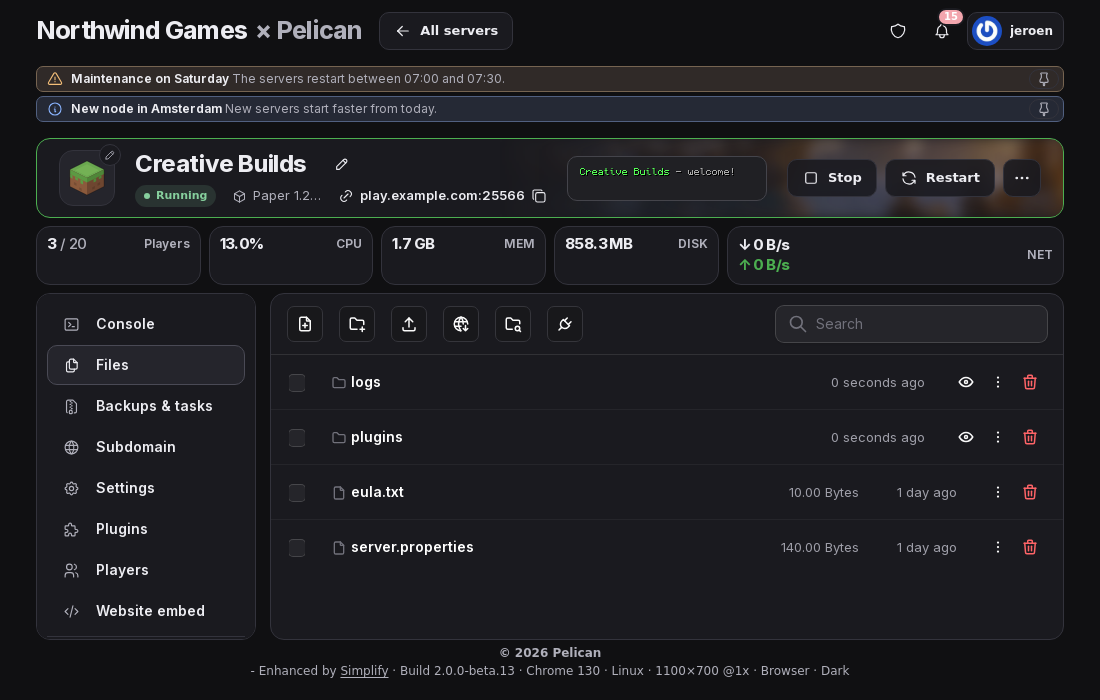 Northwind Games × Pelican
All servers
15
jeroen
Maintenance on Saturday The servers restart between 07:00 and 07:30.
New node in Amsterdam New servers start faster from today.
Creative Builds
Running
Paper 1.2…
play.example.com:25566
Creative Builds – welcome!
Stop
Restart
3 / 20 Players
13.0% CPU
1.7 GB MEM
858.3 MB DISK
↓ 0 B/s
↑ 0 B/s
NET
Console
Files
Backups & tasks
Subdomain
Settings
Plugins
Players
Website embed
Search
logs 0 seconds ago
plugins 0 seconds ago
eula.txt 10.00 Bytes 1 day ago
server.properties 140.00 Bytes 1 day ago
© 2026 Pelican
- Enhanced by Simplify · Build 2.0.0-beta.13 · Chrome 130 · Linux · 1100×700 @1x · Browser · Dark